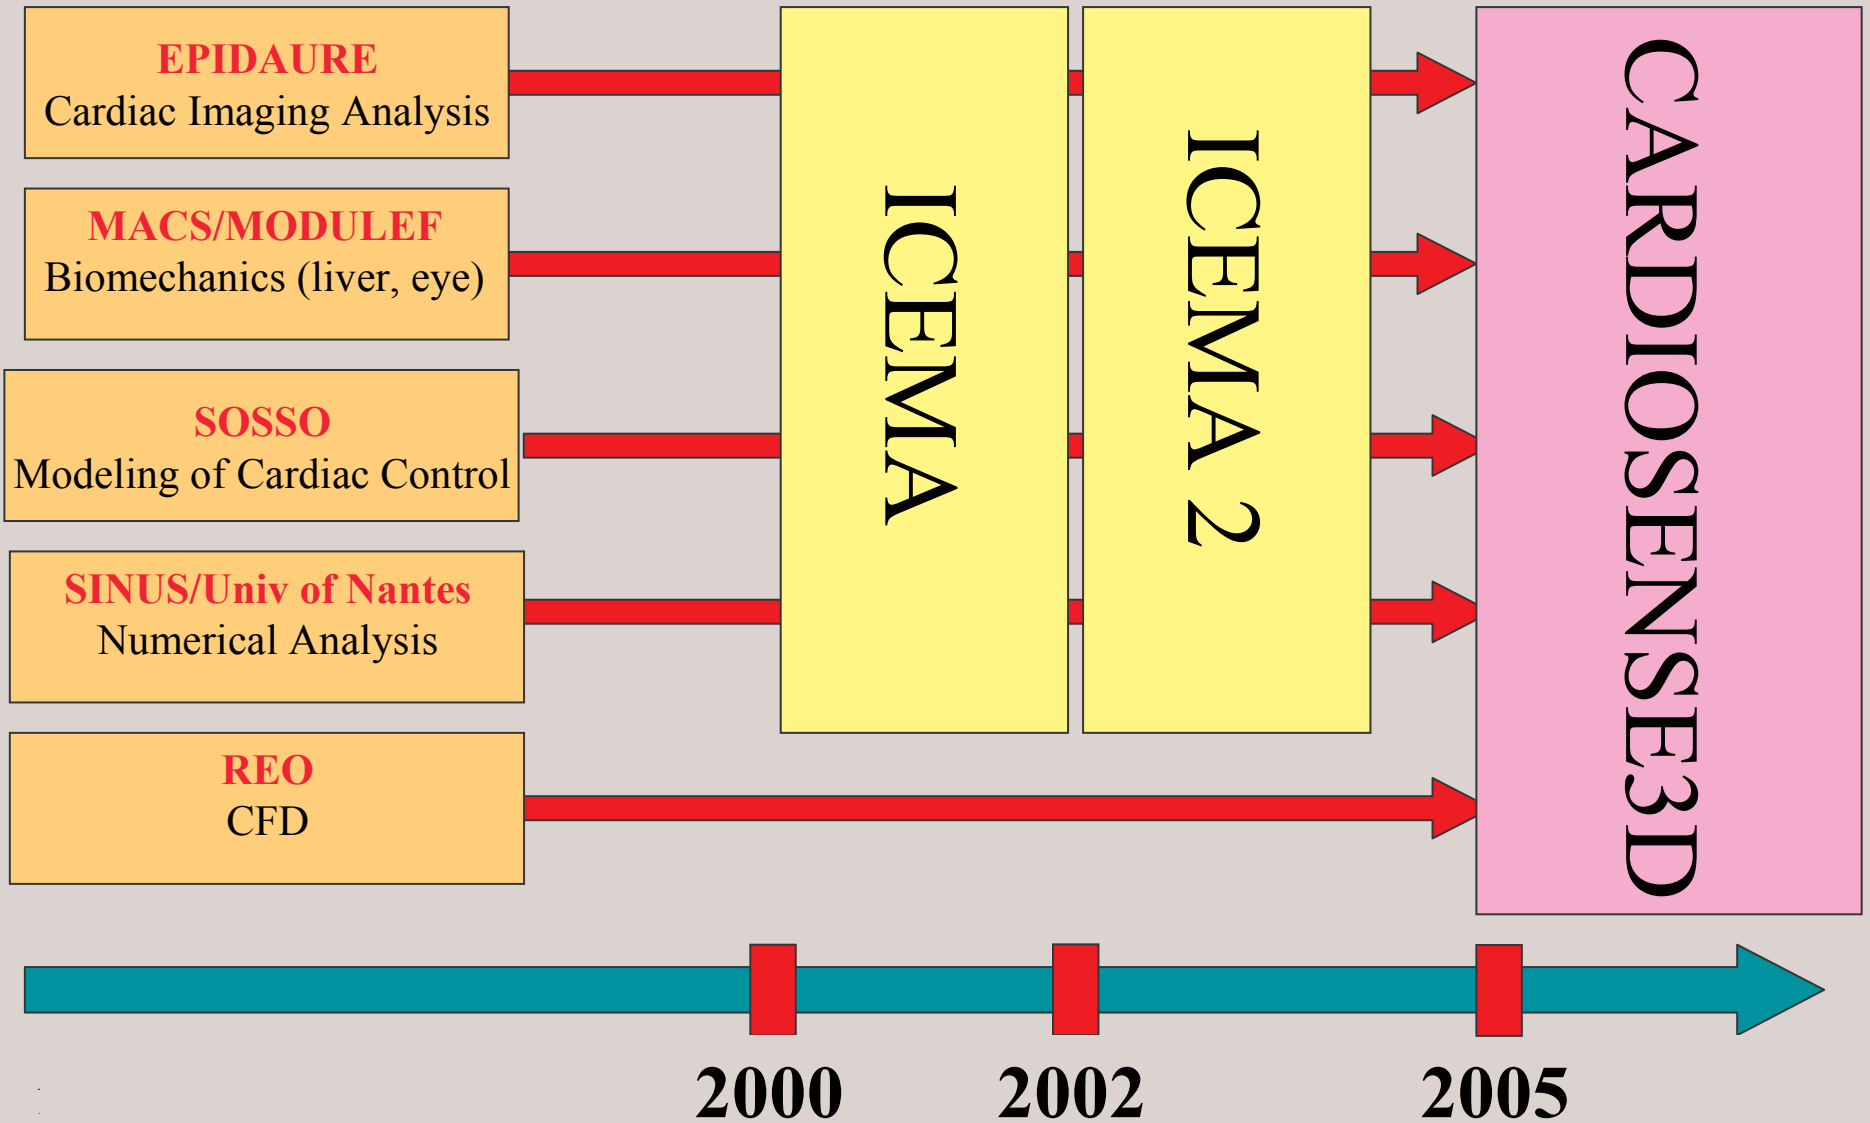 EPIDAURE
Cardiac Imaging Analysis
MACS/MODULEF
Biomechanics (liver, eye)
SOSSO
Modeling of Cardiac Control
SINUS/Univ of Nantes
Numerical Analysis
REO
CFD
ICEMA
ICEMA 2
CARDIOSENSE3D
2000
2002
2005